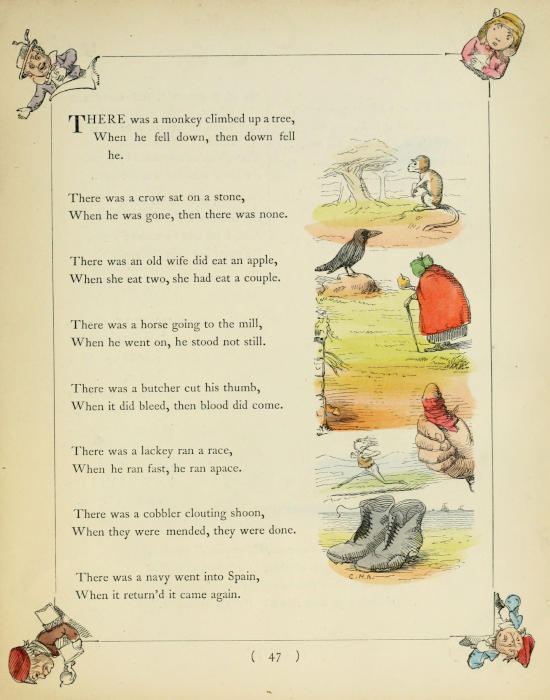 THERE was a monkey climbed up a tree,
When he fell down, then down fell
he.
There was a crow sat on a stone,
When he was gone, then there was none.
There was an old wife did eat an apple,
When she eat two, she had eat a couple.
There was a horse going to the mill,
When he went on, he stood not still.
There was a butcher cut his thumb,
When it did bleed, then blood did come.
There was a lackey ran a race,
When he ran fast, he ran apace.
There was a cobbler clouting shoon,
When they were mended, they were done.
C.H.B.
There was a navy went into Spain,
When it return'd it came again.
( 47 )